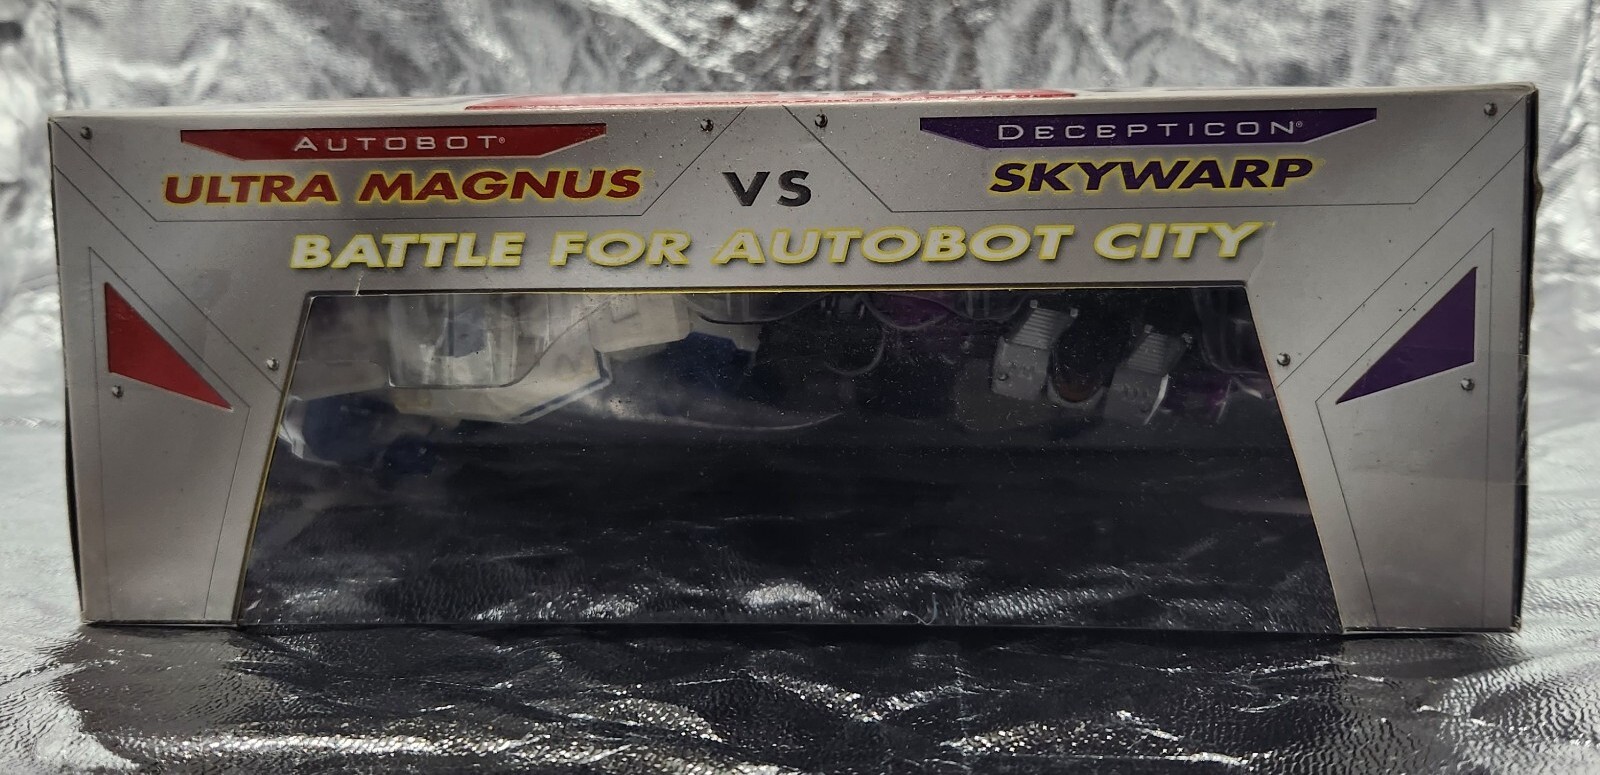 AUTOBOT®
ULTRA MAGNUS
VS
DECEPTICON®
SKYWARP
BATTLE FOR AUTOBOT CITY